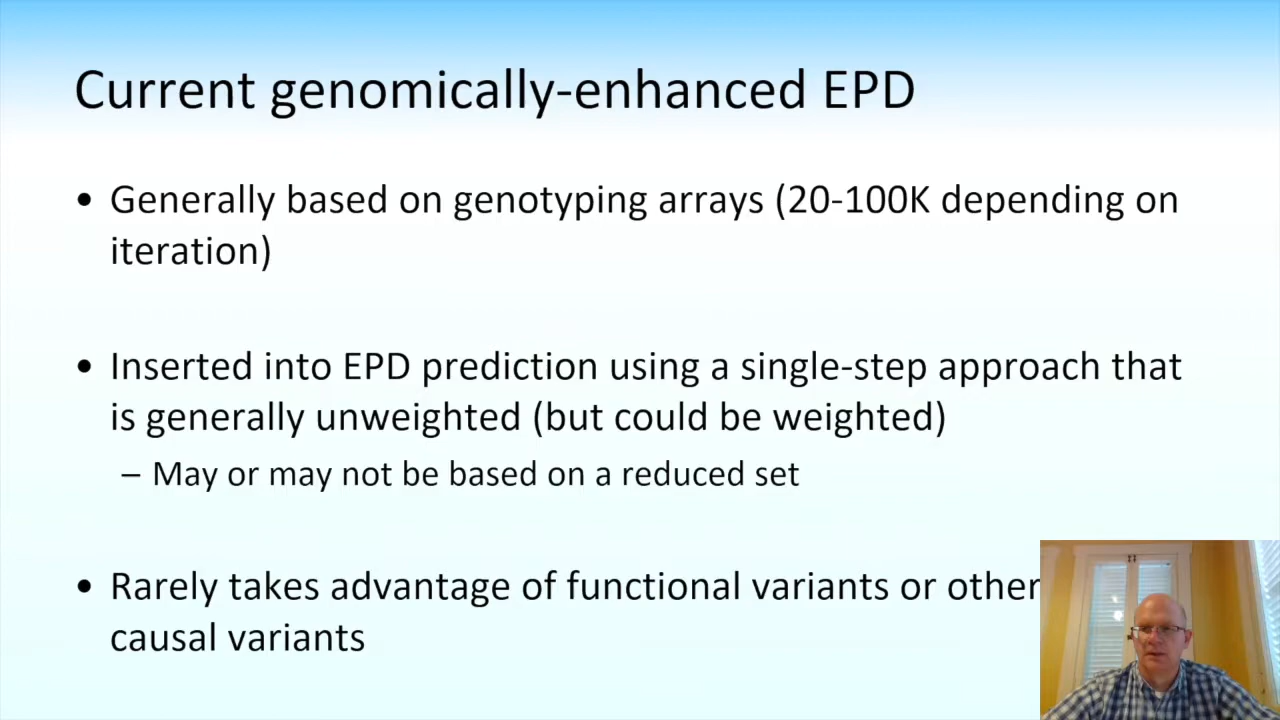 Current genomically-enhanced EPD
• Generally based on genotyping arrays (20-100K depending on
iteration)
• Inserted into EPD prediction using a single-step approach that
is generally unweighted (but could be weighted)
– May or may not be based on a reduced set
• Rarely takes advantage of functional variants or other
causal variants